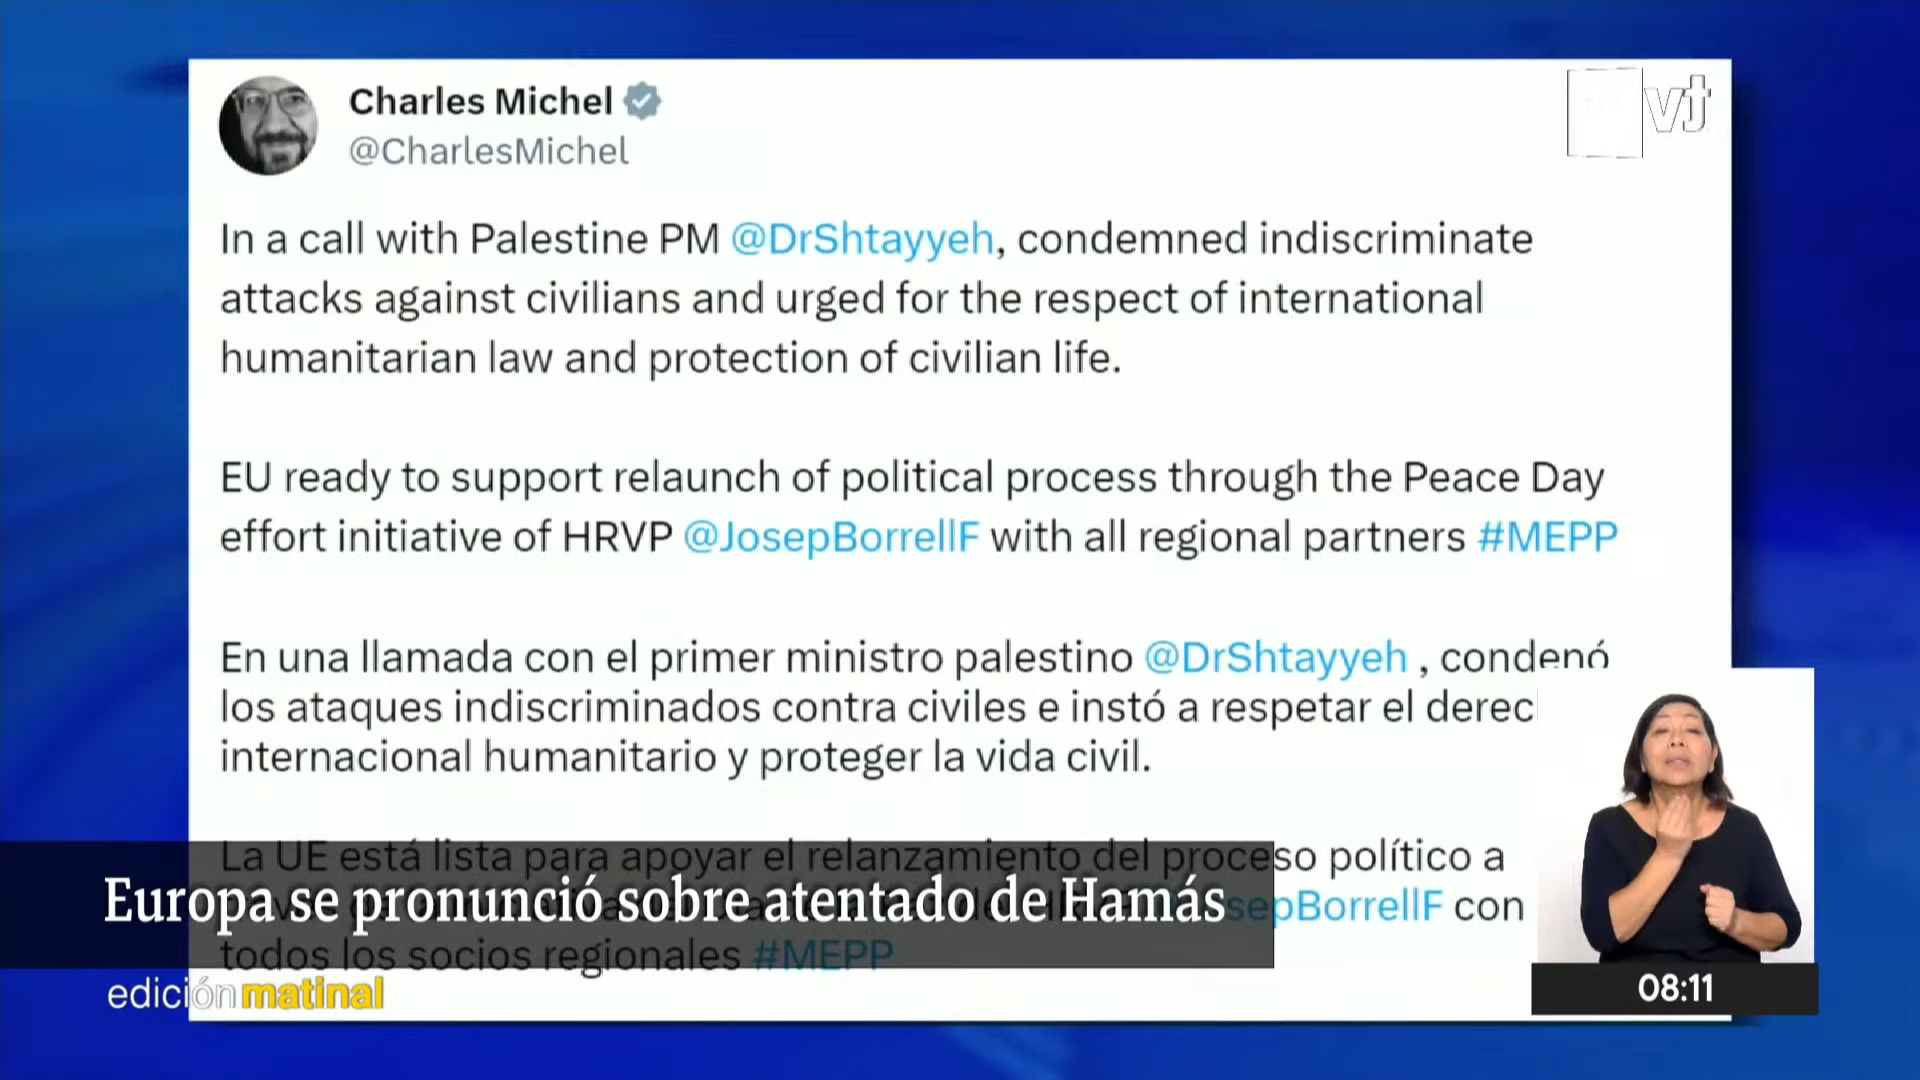 Charles Michel
@CharlesMichel
vt
In a call with Palestine PM @DrShtayyeh, condemned indiscriminate
attacks against civilians and urged for the respect of international
humanitarian law and protection of civilian life.
EU ready to support relaunch of political process through the Peace Day
effort initiative of HRVP @JosepBorrellF with all regional partners #MEPP
En una llamada con el primer ministro palestino @DrShtayyeh , condenó
los ataques indiscriminados contra civiles e instó a respetar el derec
internacional humanitario y proteger la vida civil.
La UE está lista para apoyar el relanzamiento del proceso político a
sepBorrellF con
todos los socios regionales #MEPP
Europa se pronunció sobre atentado de Hamás
edición matinal
08:11